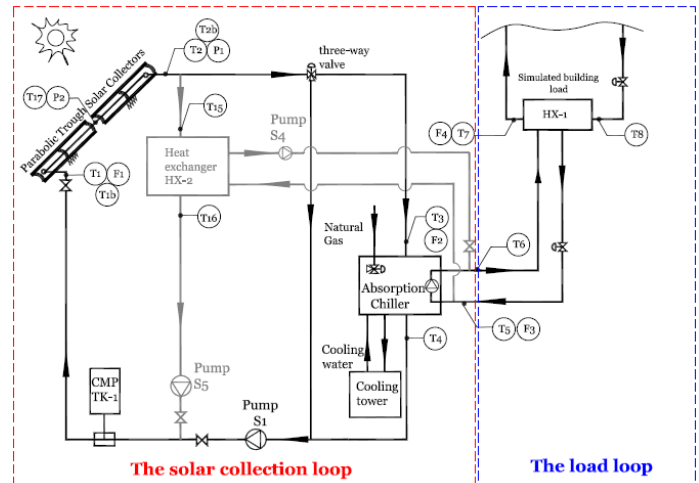 T2b
T2
P1
three-way
valve
Simulated building
load
T17
P2
Parabolic Trough Solar Collectors
T15
Pump
S4
F4
T7
HX-1
T8
Heat
exchanger
HX-2
T1
F1
T1b
T16
Natural
Gas
T3
F2
T6
Absorption
Chiller
T5
F3
T4
Pump
S5
Cooling
water
CMP
TK-1
Cooling
tower
Pump
S1
The solar collection loop
The load loop